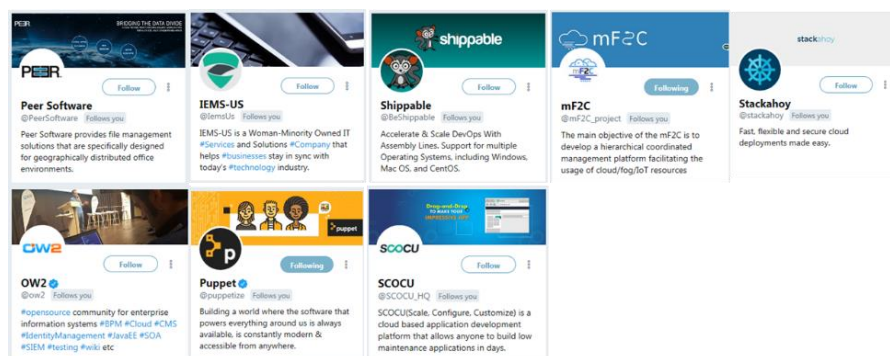 PEER
BRIDGING THE DATA DIVIDE
PEER
Follow
Peer Software
@PeerSoftware Follows you
Peer Software provides file management
solutions that are specifically designed
for geographically distributed office
environments.
Follow
IEMS-US
@IemsUs Follows you
IEMS-US is a Woman-Minority Owned IT
#Services and Solutions #Company that
helps #businesses stay in sync with
today's #technology industry.
shippable
Follow
Shippable
@BeShippable Follows you
Accelerate & Scale DevOps With
Assembly Lines. Support for multiple
Operating Systems, including Windows,
Mac OS, and CentOS.
mF2C
mF2C
Following
mF2C
@mF2C_project Follows you
The main objective of the mF2C is to
develop a hierarchical coordinated
management platform facilitating the
usage of cloud/fog/IoT resources
stackahoy
Follow
Stackahoy
@stackahoy Follows you
Fast, flexible and secure cloud
deployments made easy.
OW2
Follow
OW2
@ow2 Follows you
#opensource community for enterprise
information systems #BPM #Cloud #CMS
#IdentityManagement #JavaEE #SOA
#SIEM #testing #wiki etc
puppet
p
Following
Puppet
@puppetize Follows you
Building a world where the software that
powers everything around us is always
available, is constantly modern &
accessible from anywhere.
Drag-and-Drop
TO MAKE YOUR
IMPRESSIVE APP
SCOCU
Follow
SCOCU
@SCOCU_HQ Follows you
SCOCU(Scale, Configure, Customize) is a
cloud based application development
platform that allows anyone to build low
maintenance applications in days.